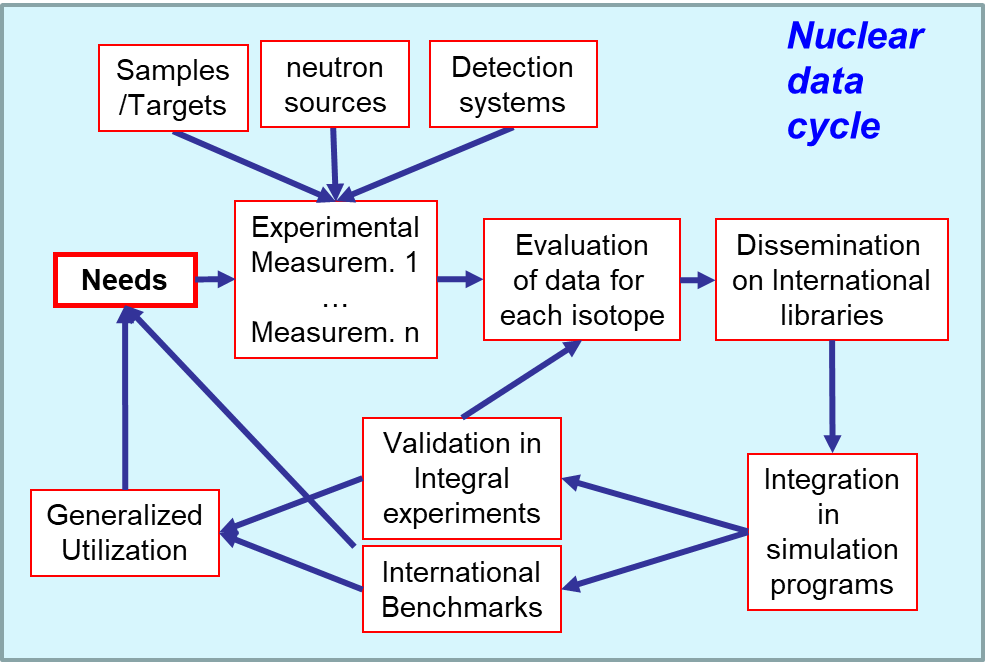 Nuclear
data
cycle
Samples
/Targets
neutron
sources
Detection
systems
Needs
Experimental
Measurem. 1
…
Measurem. n
Evaluation
of data for
each isotope
Dissemination
on International
libraries
Validation in
Integral
experiments
Integration
in
simulation
programs
Generalized
Utilization
International
Benchmarks